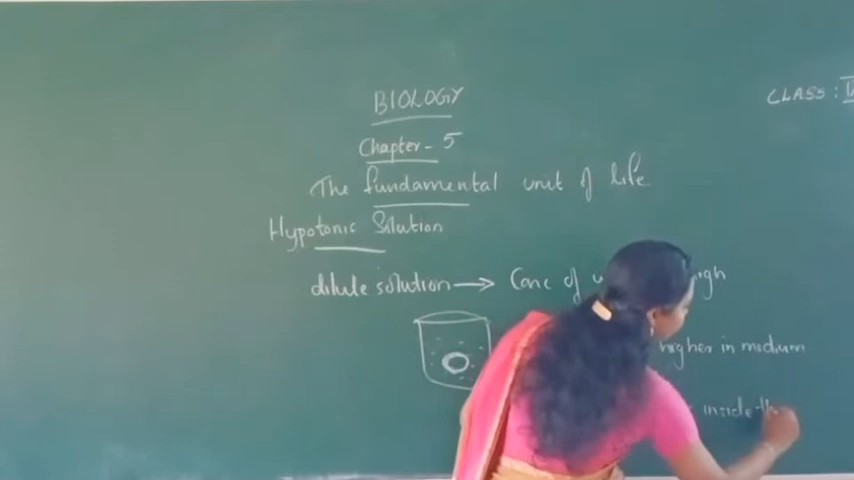 BIOLOGY
CLASS :
Chapter - 5
The fundamental unit of life
Hypotonic Solution
dilute solution → Conc of
higher in medium
inside